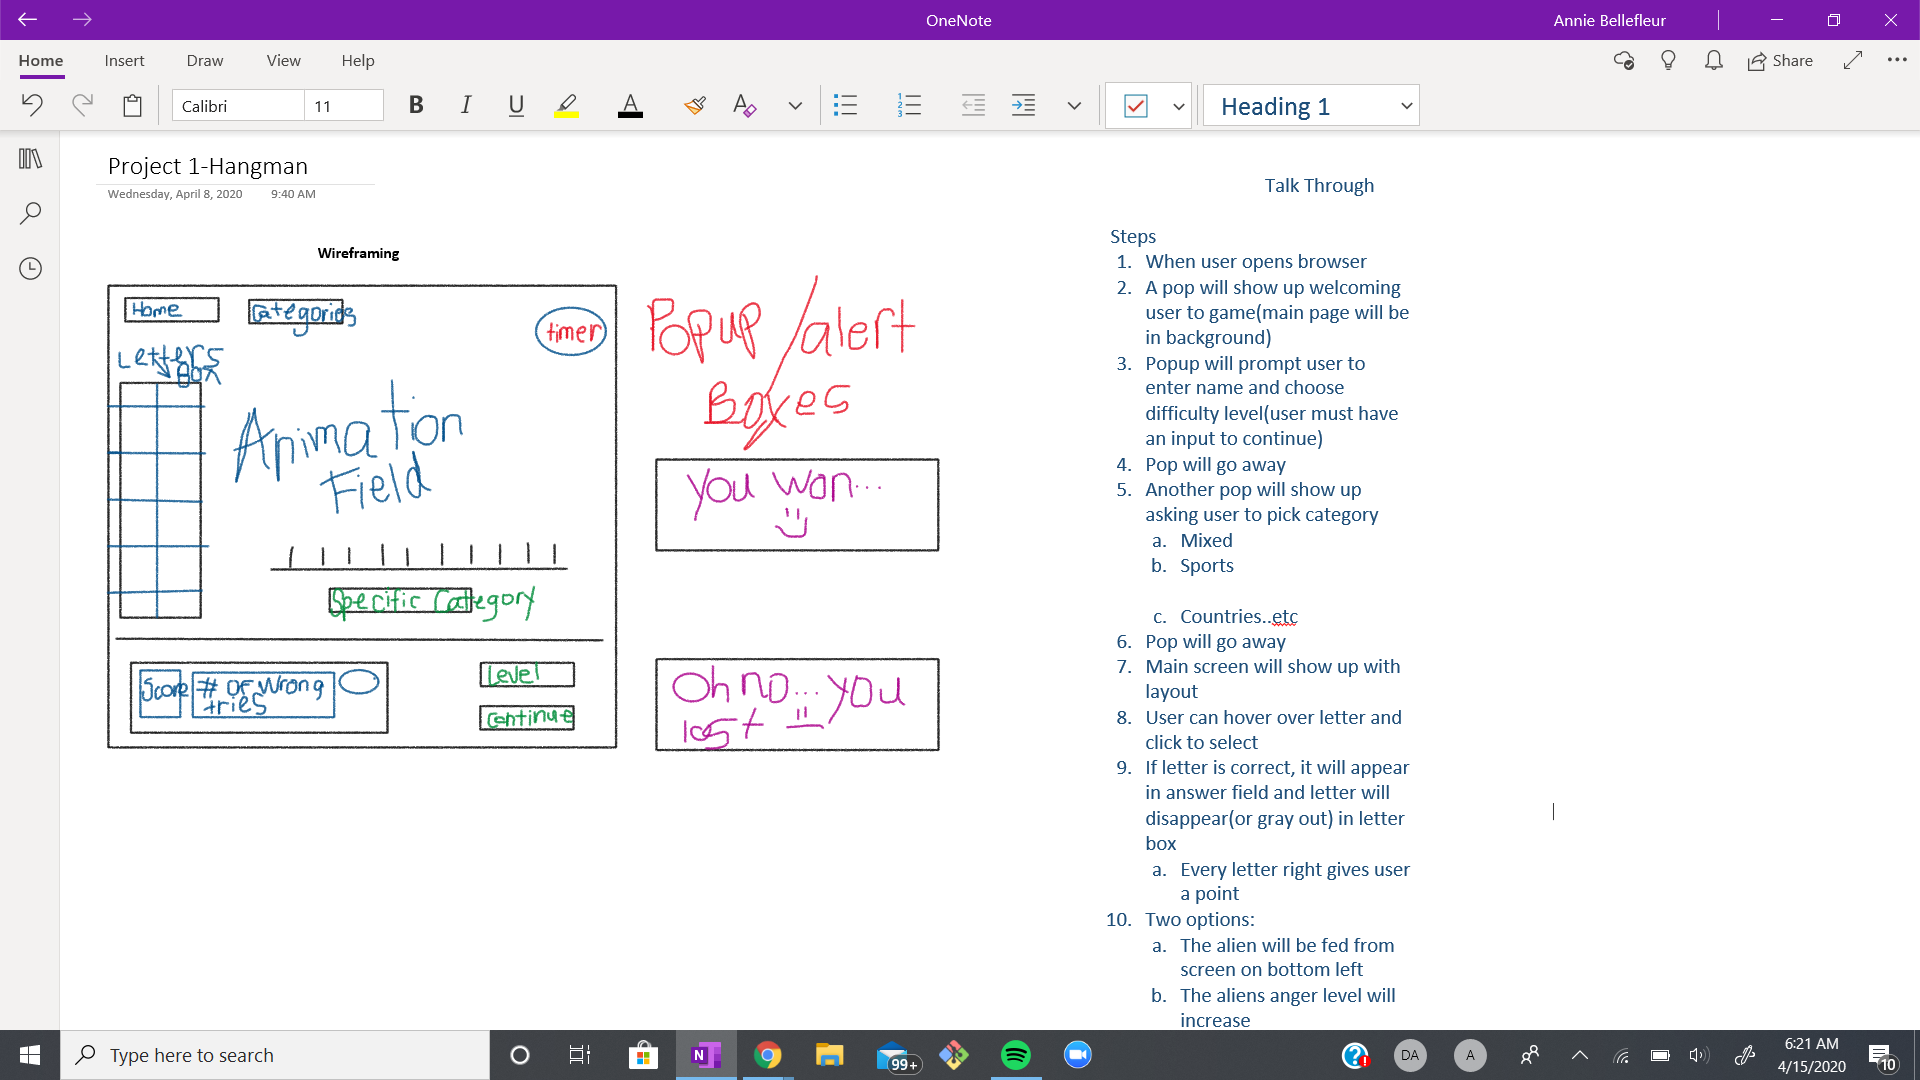 OneNote
Annie Bellefleur
Home
Insert
Draw
View
Help
Share
Calibri
11
B
I
U
A
A
Heading 1
Project 1-Hangman
Wednesday, April 8, 2020
9:40 AM
Wireframing
Home
Categories
timer
Letters
Box
Animation
Field
Specific Category
Score
# of wrong
tries
Level
Continue
Popup / alert
Boxes
You won...
Oh no... you
lost
Talk Through
Steps
1. When user opens browser
2. A pop will show up welcoming
user to game(main page will be
in background)
3. Popup will prompt user to
enter name and choose
difficulty level(user must have
an input to continue)
4. Pop will go away
5. Another pop will show up
asking user to pick category
a. Mixed
b. Sports
c. Countries..etc
6. Pop will go away
7. Main screen will show up with
layout
8. User can hover over letter and
click to select
9. If letter is correct, it will appear
in answer field and letter will
disappear(or gray out) in letter
box
a. Every letter right gives user
a point
10. Two options:
a. The alien will be fed from
screen on bottom left
b. The aliens anger level will
increase
Type here to search
N
99+
DA
A
6:21 AM
4/15/2020
10